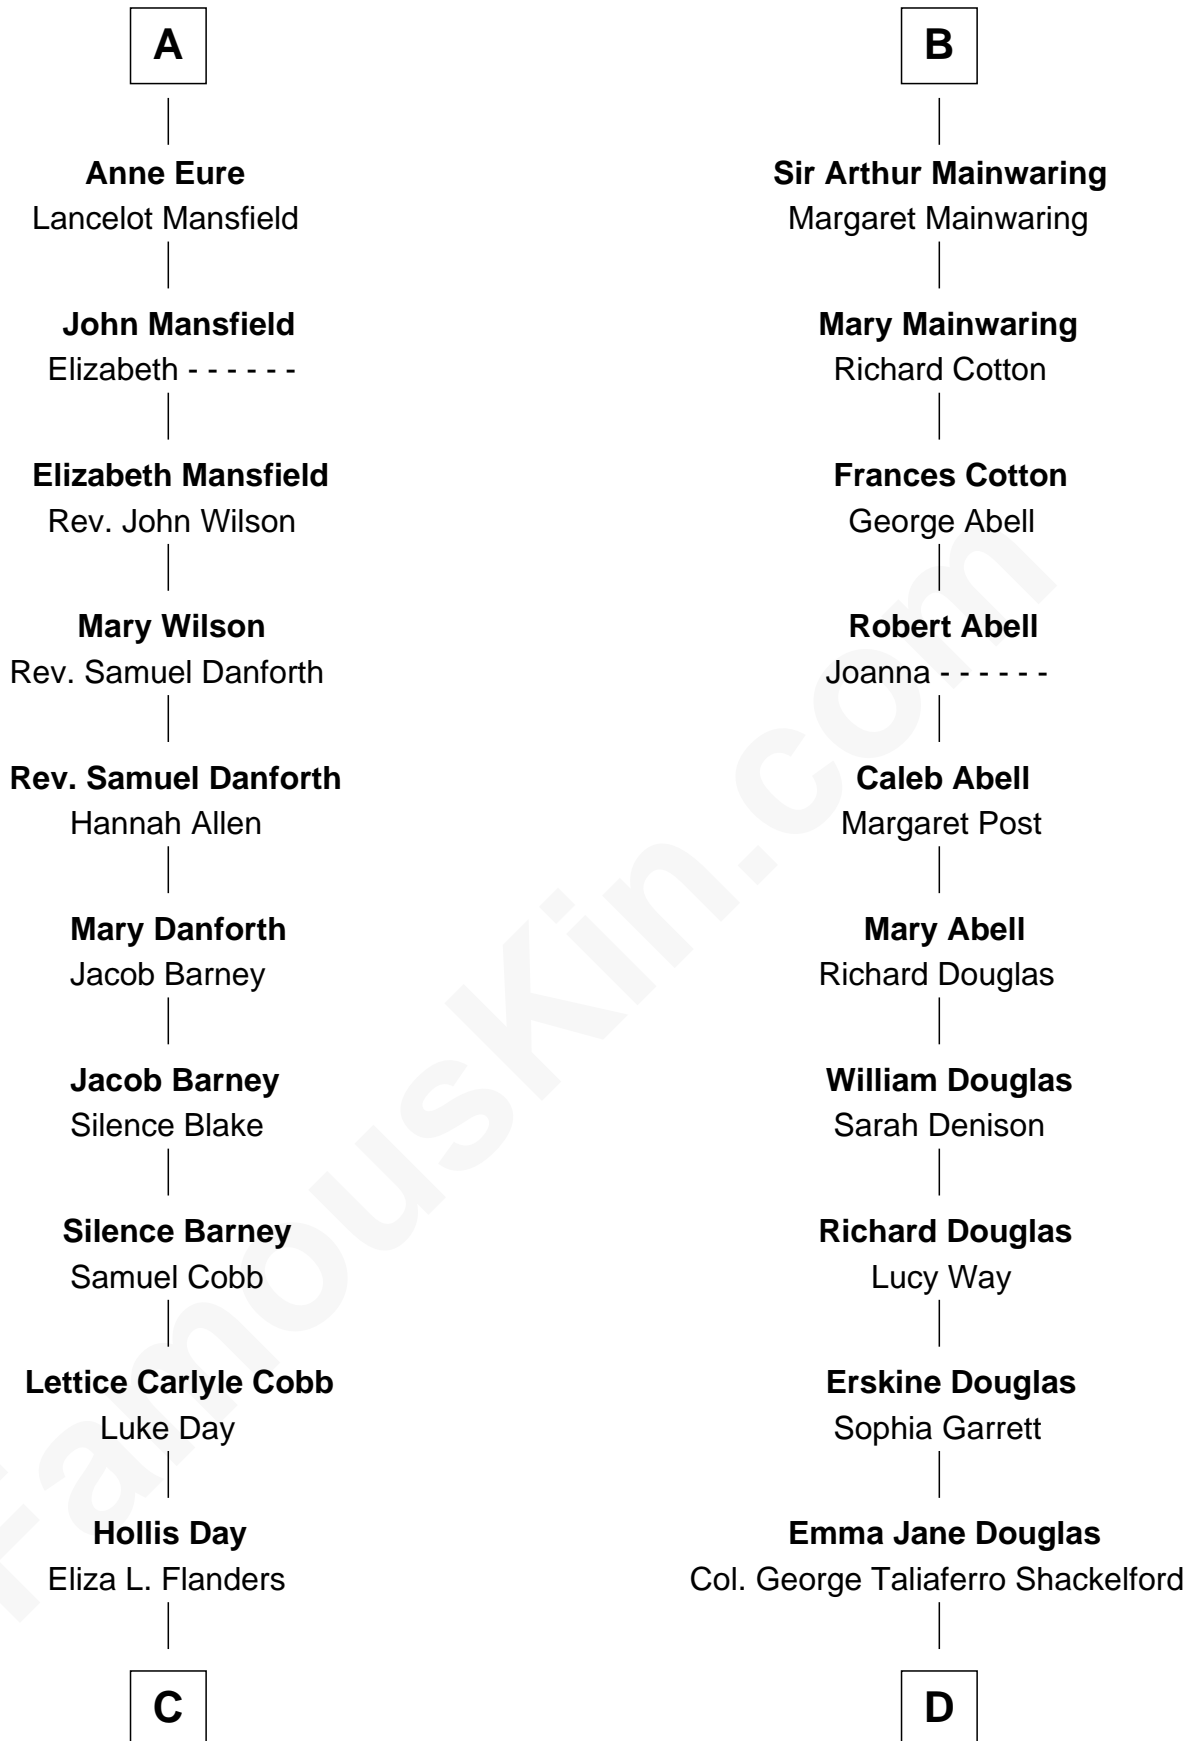 A
Anne Eure
Lancelot Mansfield
John Mansfield
Elizabeth - - - - - -
Elizabeth Mansfield
Rev. John Wilson
Mary Wilson
Rev. Samuel Danforth
Rev. Samuel Danforth
Hannah Allen
Mary Danforth
Jacob Barney
Jacob Barney
Silence Blake
Silence Barney
Samuel Cobb
Lettice Carlyle Cobb
Luke Day
Hollis Day
Eliza L. Flanders
C
B
Sir Arthur Mainwaring
Margaret Mainwaring
Mary Mainwaring
Richard Cotton
Frances Cotton
George Abell
Robert Abell
Joanna - - - - - -
Caleb Abell
Margaret Post
Mary Abell
Richard Douglas
William Douglas
Sarah Denison
Richard Douglas
Lucy Way
Erskine Douglas
Sophia Garrett
Emma Jane Douglas
Col. George Taliaferro Shackelford
D
FamousKin.com